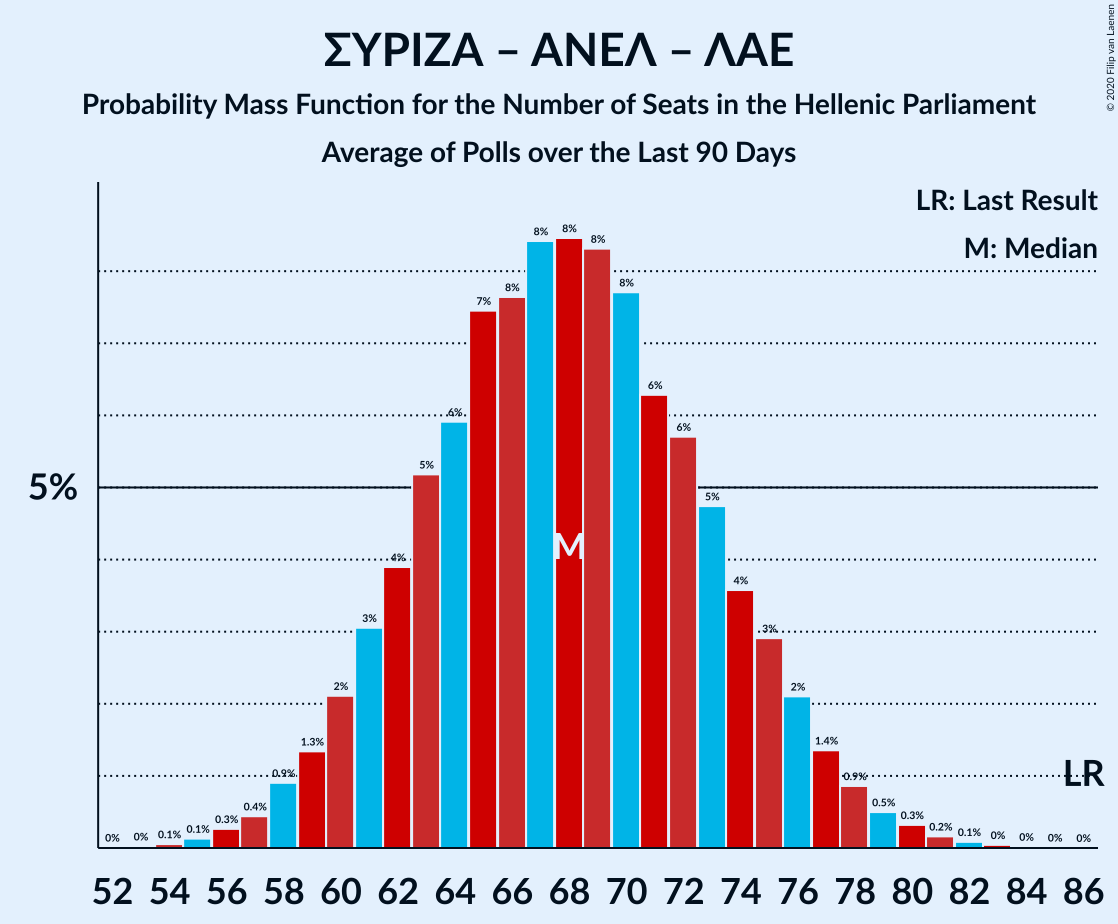 ΣΥΡΙΖΑ – ΑΝΕΛ – ΛΑΕ
Probability Mass Function for the Number of Seats in the Hellenic Parliament
Average of Polls over the Last 90 Days
© 2020 Filip van Laenen
LR: Last Result
M: Median
5%
0% 0% 0.1% 0.1% 0.3% 0.4% 0.9% 1.3% 2% 3% 4% 5% 6% 7% 8% 8% 8% 8% 8% 6% 6% 5% 4% 3% 2% 1.4% 0.9% 0.5% 0.3% 0.2% 0.1% 0% 0% 0% 0%
M
LR
52 54 56 58 60 62 64 66 68 70 72 74 76 78 80 82 84 86